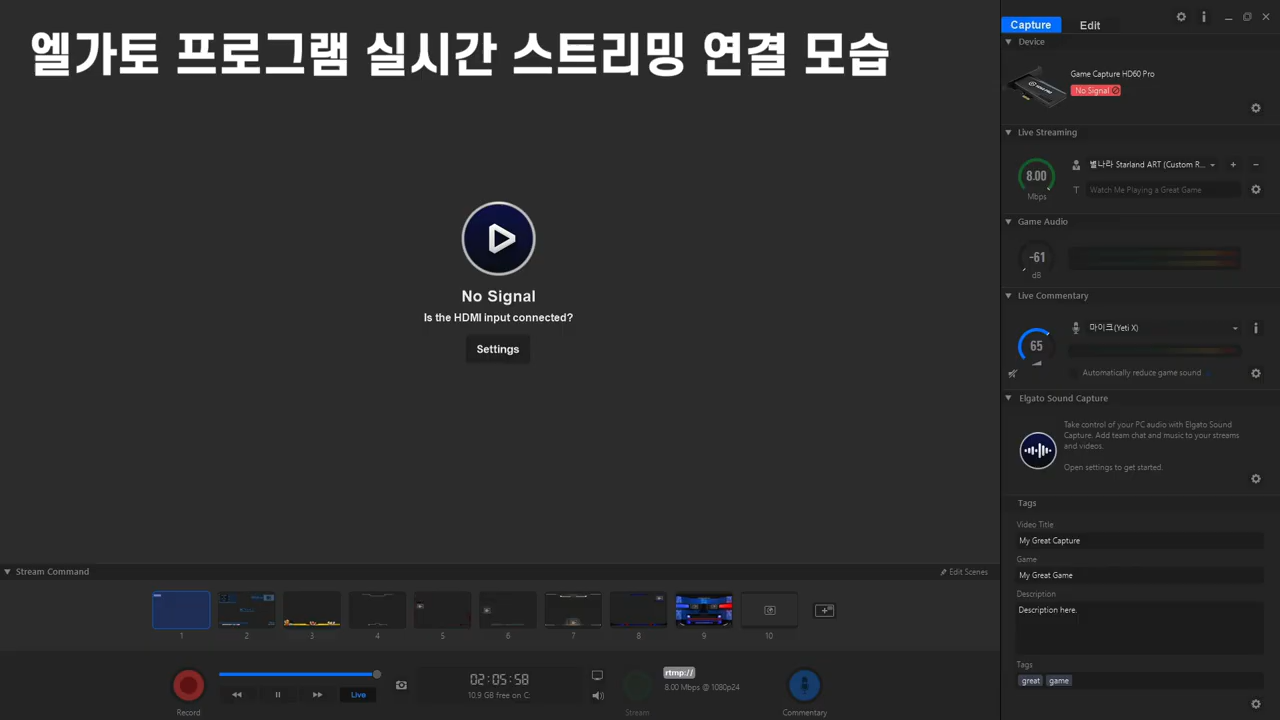 엘가토 프로그램 실시간 스트리밍 연결 모습
Capture
Edit
Device
Game Capture HD60 Pro
No Signal
Live Streaming
8.00
Mbps
별나라 Starland ART (Custom R...
Watch Me Playing a Great Game
Game Audio
-61
dB
Live Commentary
65
마이크(Yeti X)
Automatically reduce game sound
Elgato Sound Capture
Take control of your PC audio with Elgato Sound
Capture. Add team chat and music to your streams
and videos.
Open settings to get started.
Tags
Video Title
My Great Capture
Game
My Great Game
Description
Description here.
Tags
great game
No Signal
Is the HDMI input connected?
Settings
Stream Command
Edit Scenes
1 2 3 4 5 6 7 8 9 10
Record
Live
02:05:58
10.9 GB free on C:
Stream
rtmp://
8.00 Mbps @ 1080p24
Commentary